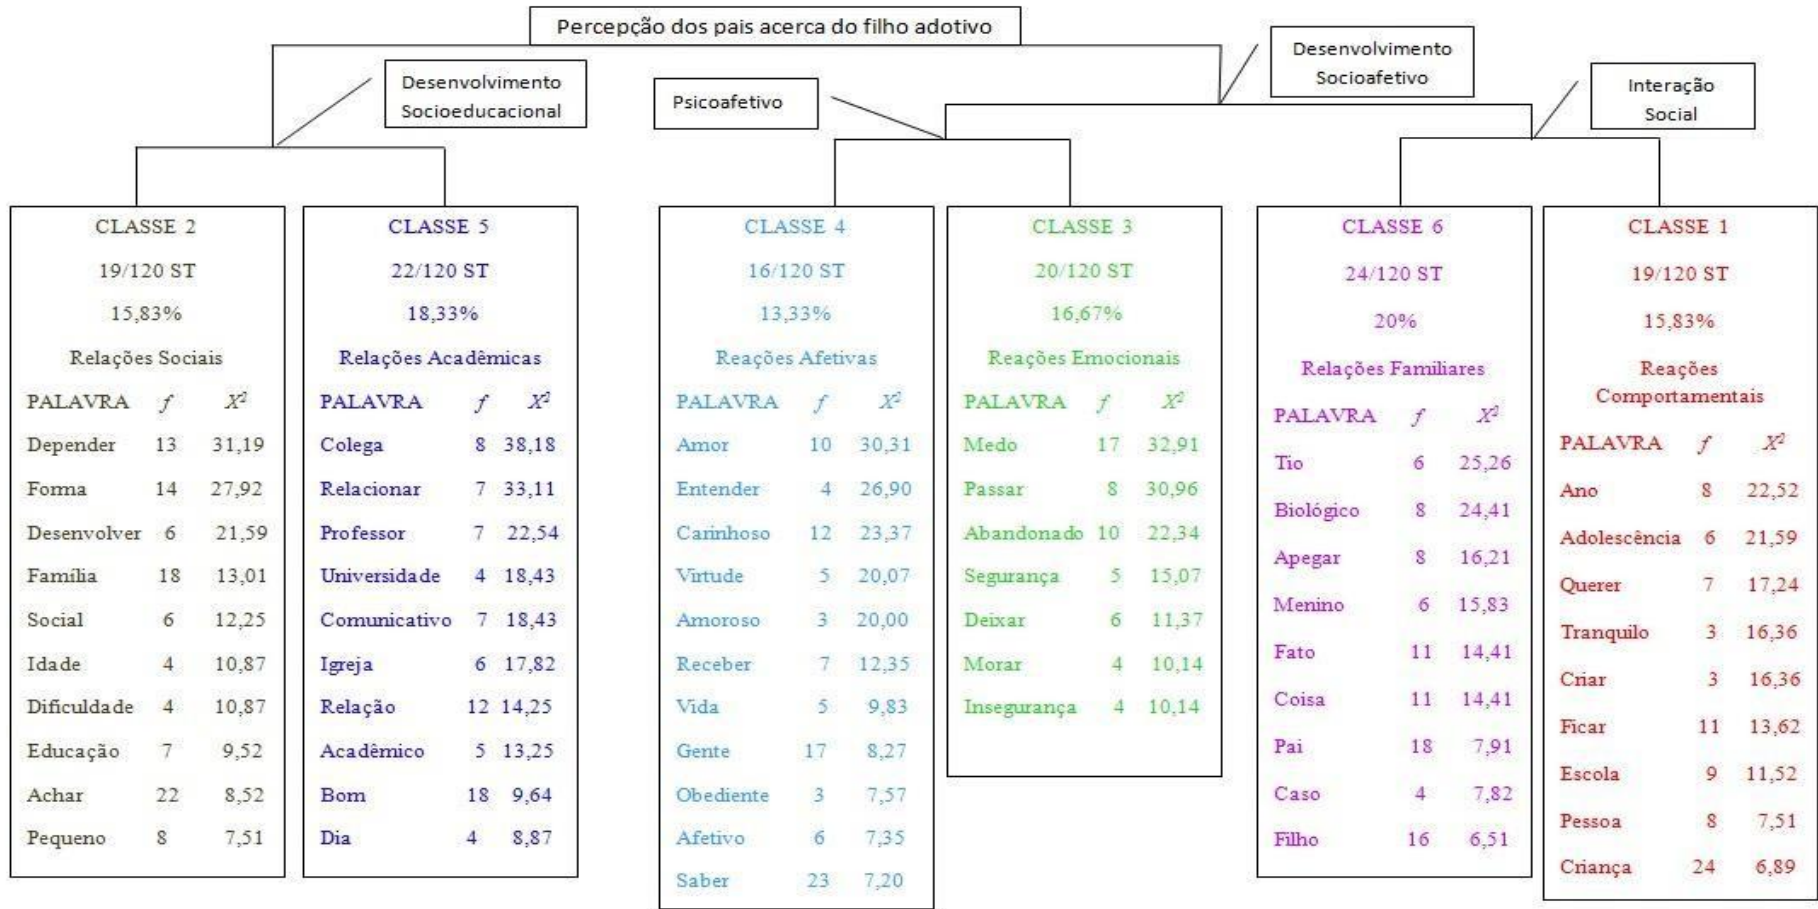 Percepção dos pais acerca do filho adotivo
Desenvolvimento
Socioeducacional
Psicoafetivo
Desenvolvimento
Socioafetivo
Interação
Social
CLASSE 2
19/120 ST
15,83%
Relações Sociais
PALAVRA f X²
Depender 13 31,19
Forma 14 27,92
Desenvolver 6 21,59
Família 18 13,01
Social 6 12,25
Idade 4 10,87
Dificuldade 4 10,87
Educação 7 9,52
Achar 22 8,52
Pequeno 8 7,51
CLASSE 5
22/120 ST
18,33%
Relações Acadêmicas
PALAVRA f X²
Colega 8 38,18
Relacionar 7 33,11
Professor 7 22,54
Universidade 4 18,43
Comunicativo 7 18,43
Igreja 6 17,82
Relação 12 14,25
Acadêmico 5 13,25
Bom 18 9,64
Dia 4 8,87
CLASSE 4
16/120 ST
13,33%
Reações Afetivas
PALAVRA f X²
Amor 10 30,31
Entender 4 26,90
Carinhoso 12 23,37
Virtude 5 20,07
Amoroso 3 20,00
Receber 7 12,35
Vida 5 9,83
Gente 17 8,27
Obediente 3 7,57
Afetivo 6 7,35
Saber 23 7,20
CLASSE 3
20/120 ST
16,67%
Reações Emocionais
PALAVRA f X²
Medo 17 32,91
Passar 8 30,96
Abandonado 10 22,34
Segurança 5 15,07
Deixar 6 11,37
Morar 4 10,14
Insegurança 4 10,14
CLASSE 6
24/120 ST
20%
Relações Familiares
PALAVRA f X²
Tio 6 25,26
Biológico 8 24,41
Apegar 8 16,21
Menino 6 15,83
Fato 11 14,41
Coisa 11 14,41
Pai 18 7,91
Caso 4 7,82
Filho 16 6,51
CLASSE 1
19/120 ST
15,83%
Reações
Comportamentais
PALAVRA f X²
Ano 8 22,52
Adolescência 6 21,59
Querer 7 17,24
Tranquilo 3 16,36
Criar 3 16,36
Ficar 11 13,62
Escola 9 11,52
Pessoa 8 7,51
Criança 24 6,89